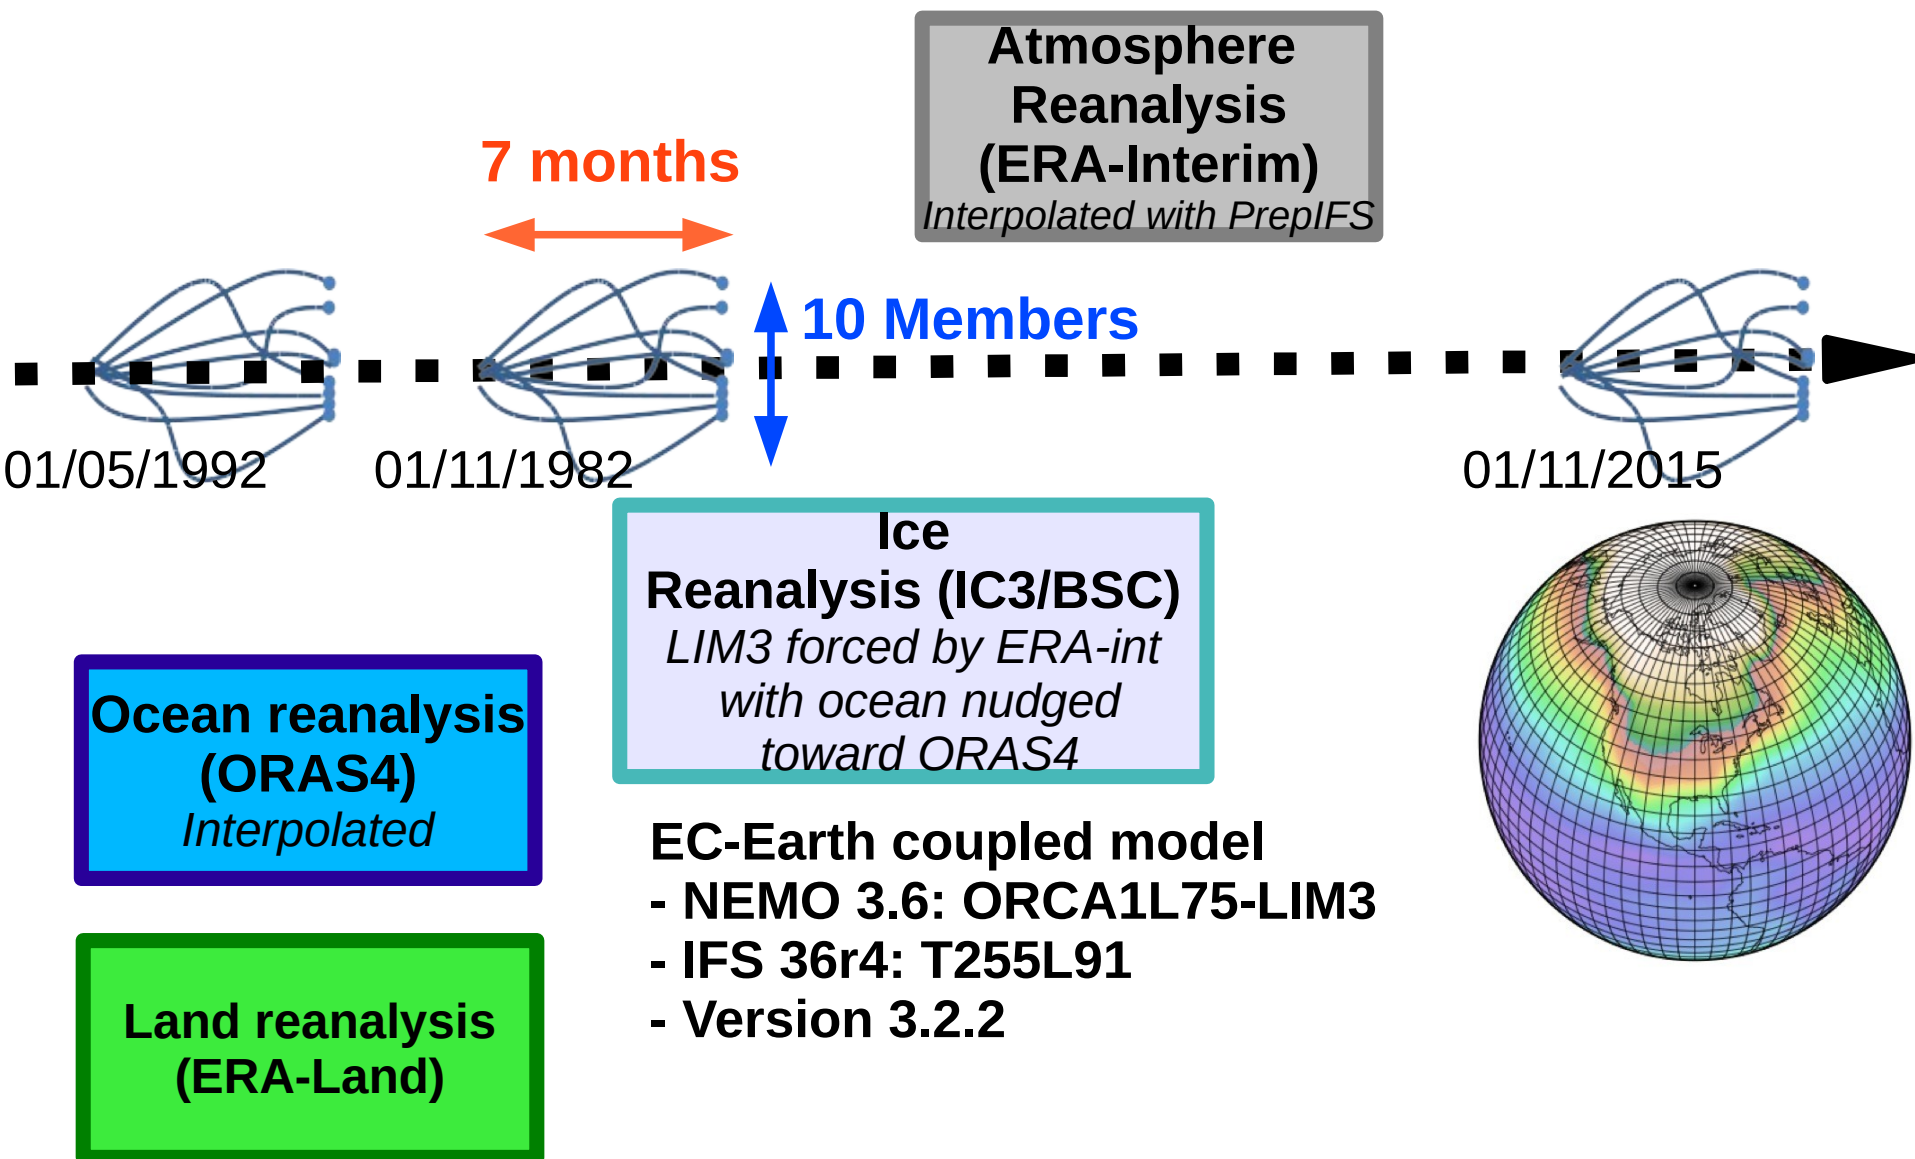 Atmosphere
Reanalysis
(ERA-Interim)
Interpolated with PrepIFS
7 months
10 Members
01/05/1992
01/11/1982
01/11/2015
Ice
Reanalysis (IC3/BSC)
LIM3 forced by ERA-int
with ocean nudged
toward ORAS4
Ocean reanalysis
(ORAS4)
Interpolated
EC-Earth coupled model
- NEMO 3.6: ORCA1L75-LIM3
- IFS 36r4: T255L91
- Version 3.2.2
Land reanalysis
(ERA-Land)